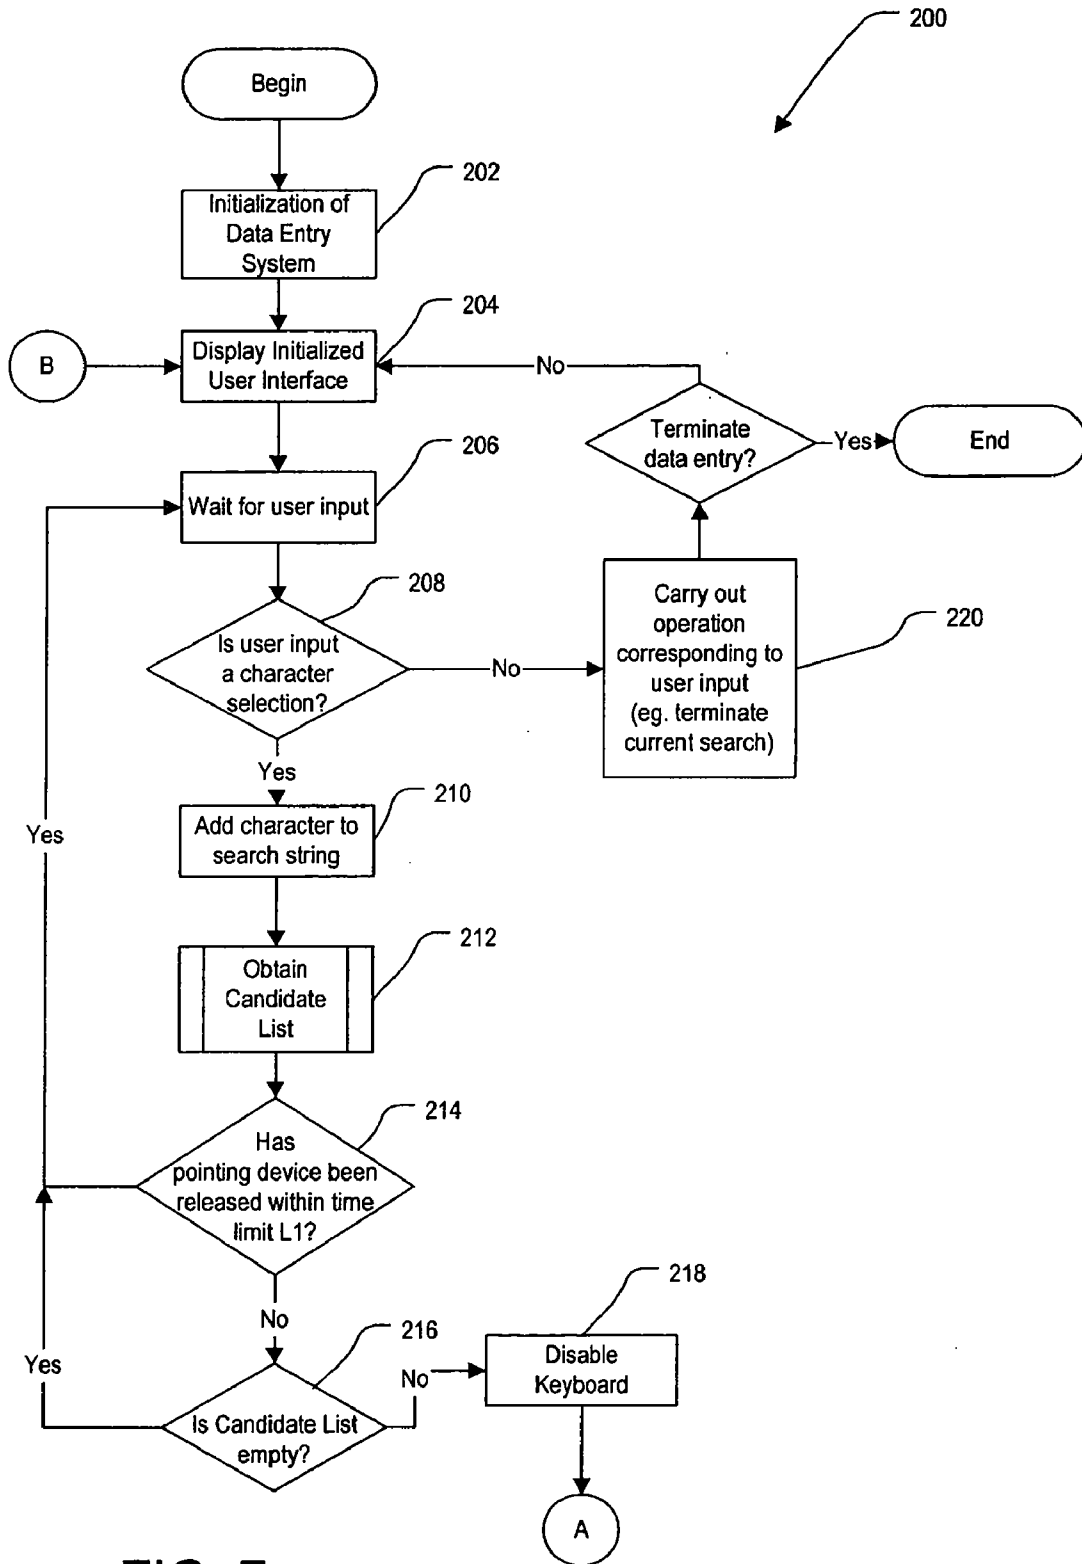 200
Begin
202
Initialization of
Data Entry
System
204
B
Display Initialized
User Interface
No
Terminate
data entry?
Yes
End
206
Wait for user input
208
Is user input
a character
selection?
No
Carry out
operation
corresponding to
user input
(eg. terminate
current search)
220
Yes
210
Add character to
search string
Yes
212
Obtain
Candidate
List
214
Has
pointing device been
released within time
limit L1?
No
216
218
Disable
Keyboard
Yes
No
Is Candidate List
empty?
A